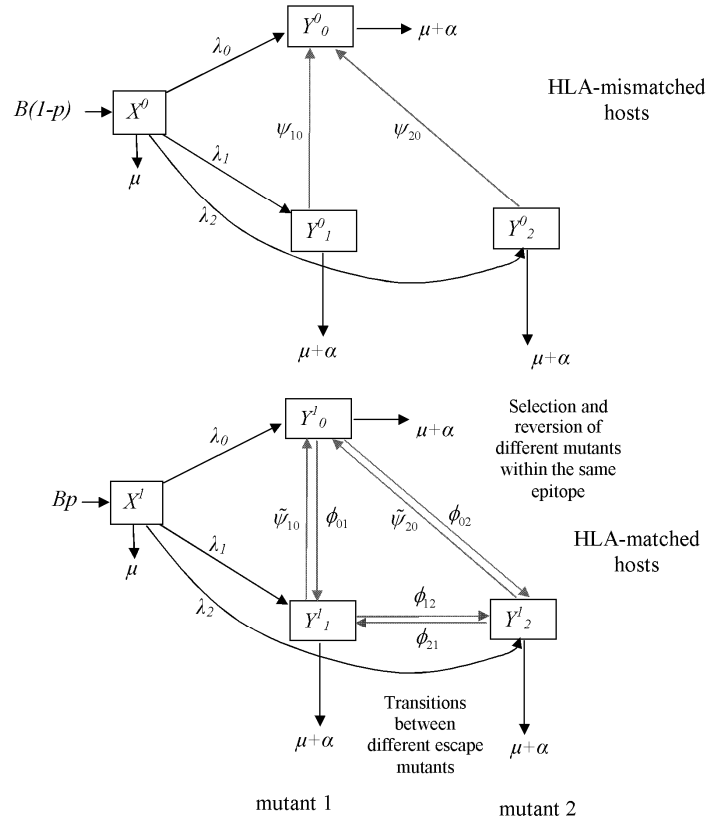 Y⁰₀
μ+α
λ₀
HLA-mismatched
hosts
B(1-p)
X⁰
ψ₁₀
ψ₂₀
μ
λ₁
λ₂
Y⁰₁
Y⁰₂
μ+α
μ+α
Selection and
reversion of
different mutants
within the same
epitope
Y¹₀
μ+α
λ₀
Bp
X¹
ψ̃₁₀
ϕ₀₁
ψ̃₂₀
ϕ₀₂
HLA-matched
hosts
μ
λ₁
λ₂
ϕ₁₂
Y¹₁
Y¹₂
ϕ₂₁
Transitions
between
different escape
mutants
μ+α
μ+α
mutant 1
mutant 2